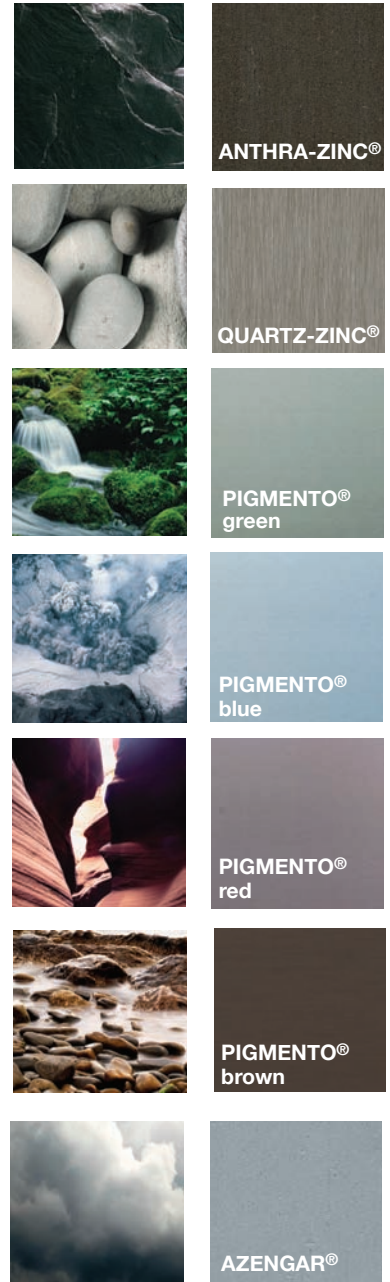 ANTHRA-ZINC®
QUARTZ-ZINC®
PIGMENTO®
green
PIGMENTO®
blue
PIGMENTO®
red
PIGMENTO®
brown
AZENGAR®